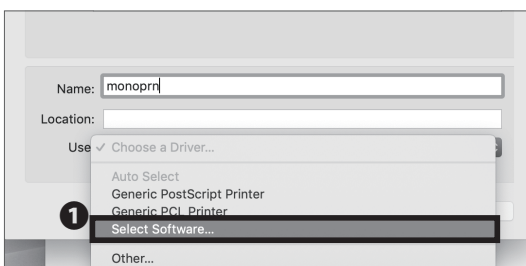 Name: monoprn
Location:
Use ✓ Choose a Driver...
Auto Select
Generic PostScript Printer
Generic PCL Printer
1 Select Software...
Other...